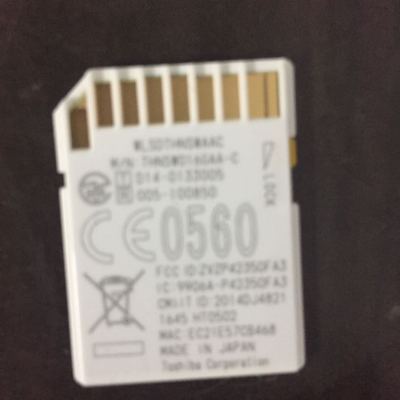 WLSDTHNSWAAC
M/N: THNSW016GAA-C
T 014-0133005
R 005-100850
LOCK
CE0560
FCC ID:ZVZP42350FA3
IC:9906A-P42350FA3
CMIIT ID: 2014DJ4821
1645 HT0502
MAC: EC21E57CB468
MADE IN JAPAN
Toshiba Corporation